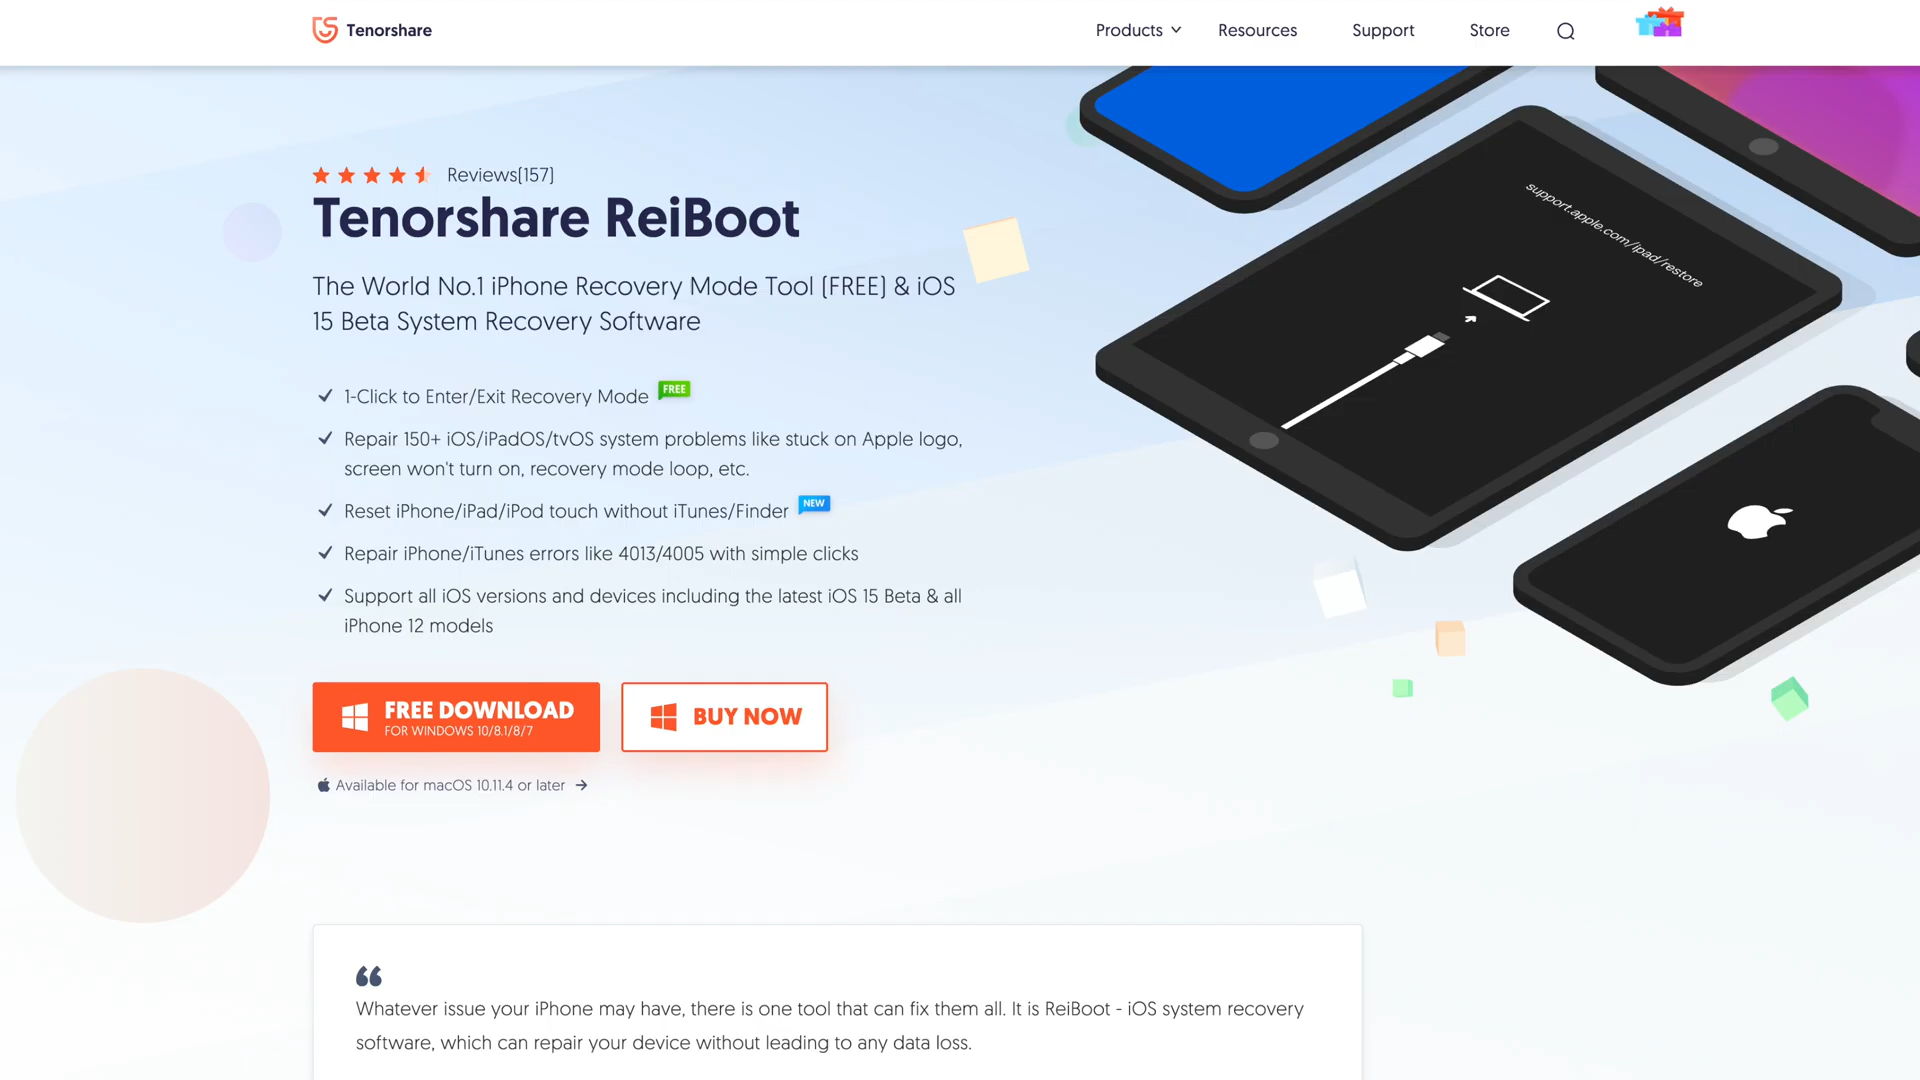 Tenorshare
Products
Resources
Support
Store
Reviews(157)
Tenorshare ReiBoot
The World No.1 iPhone Recovery Mode Tool (FREE) & iOS
15 Beta System Recovery Software
1-Click to Enter/Exit Recovery Mode FREE
Repair 150+ iOS/iPadOS/tvOS system problems like stuck on Apple logo,
screen won't turn on, recovery mode loop, etc.
Reset iPhone/iPad/iPod touch without iTunes/Finder NEW
Repair iPhone/iTunes errors like 4013/4005 with simple clicks
Support all iOS versions and devices including the latest iOS 15 Beta & all
iPhone 12 models
FREE DOWNLOAD
FOR WINDOWS 10/8.1/8/7
BUY NOW
Available for macOS 10.11.4 or later
support.apple.com/ipad/restore
Whatever issue your iPhone may have, there is one tool that can fix them all. It is ReiBoot - iOS system recovery
software, which can repair your device without leading to any data loss.